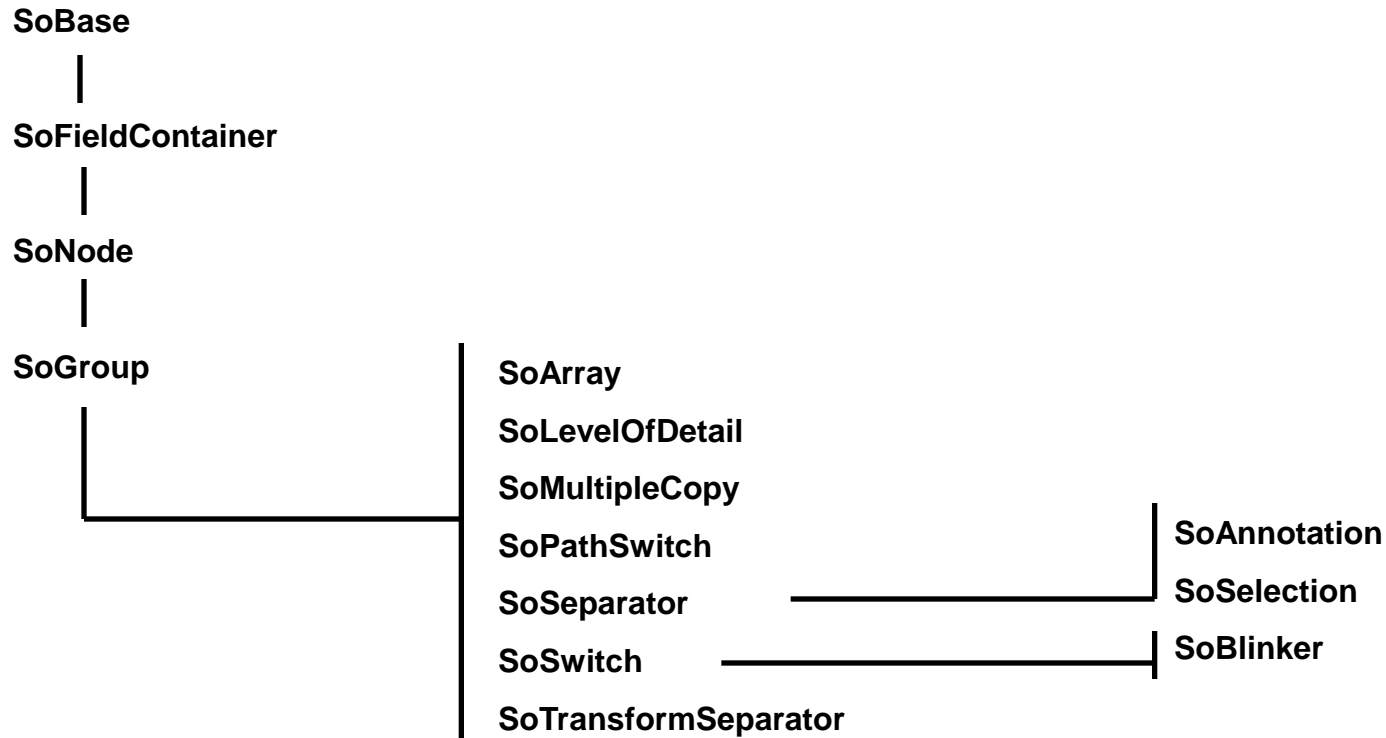 SoBase
SoFieldContainer
SoNode
SoGroup
SoArray
SoLevelOfDetail
SoMultipleCopy
SoPathSwitch
SoSeparator
SoSwitch
SoTransformSeparator
SoAnnotation
SoSelection
SoBlinker